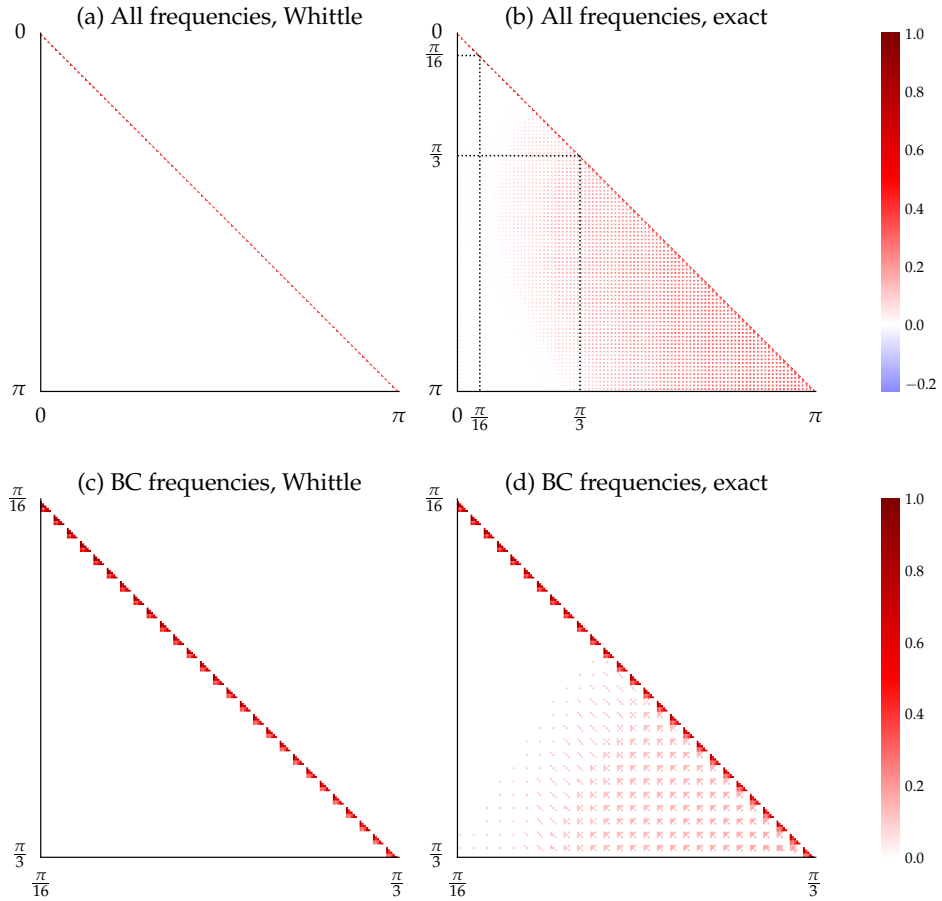 (a) All frequencies, Whittle
(b) All frequencies, exact
0
π
0
π
0
π/16
π/3
π
0
π/16
π/3
π
1.0
0.8
0.6
0.4
0.2
0.0
−0.2
(c) BC frequencies, Whittle
(d) BC frequencies, exact
π/16
π/3
π/16
π/3
π/16
π/3
π/16
π/3
1.0
0.8
0.6
0.4
0.2
0.0